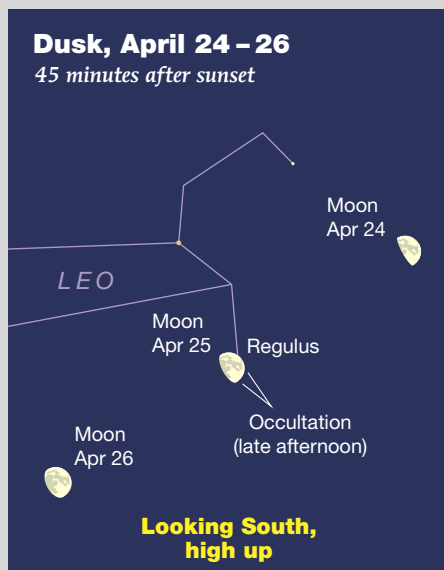 Dusk, April 24 – 26
45 minutes after sunset
Moon
Apr 24
LEO
Moon
Apr 25
Regulus
Occultation
(late afternoon)
Moon
Apr 26
Looking South,
high up